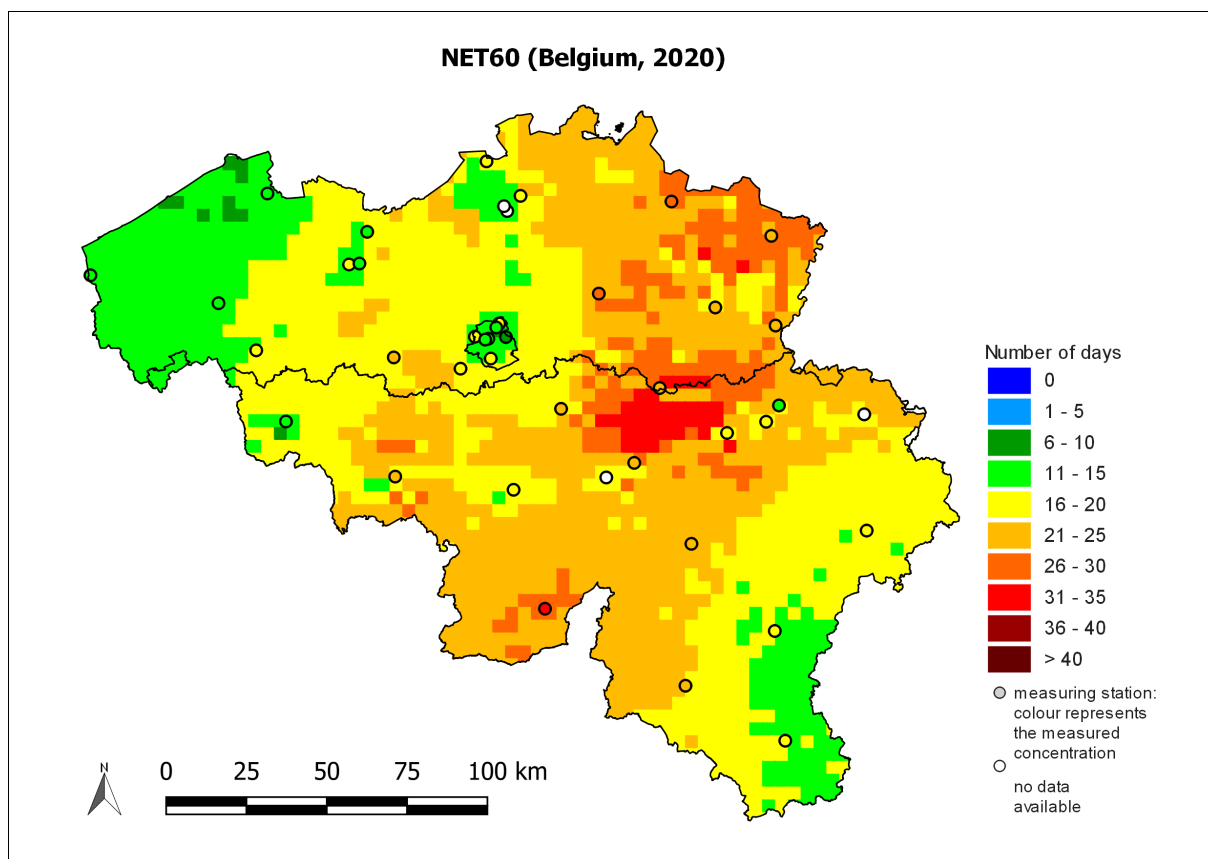 NET60 (Belgium, 2020)
Number of days
0
1 - 5
6 - 10
11 - 15
16 - 20
21 - 25
26 - 30
31 - 35
36 - 40
> 40
measuring station:
colour represents
the measured
concentration
no data
available
N
0 25 50 75 100 km